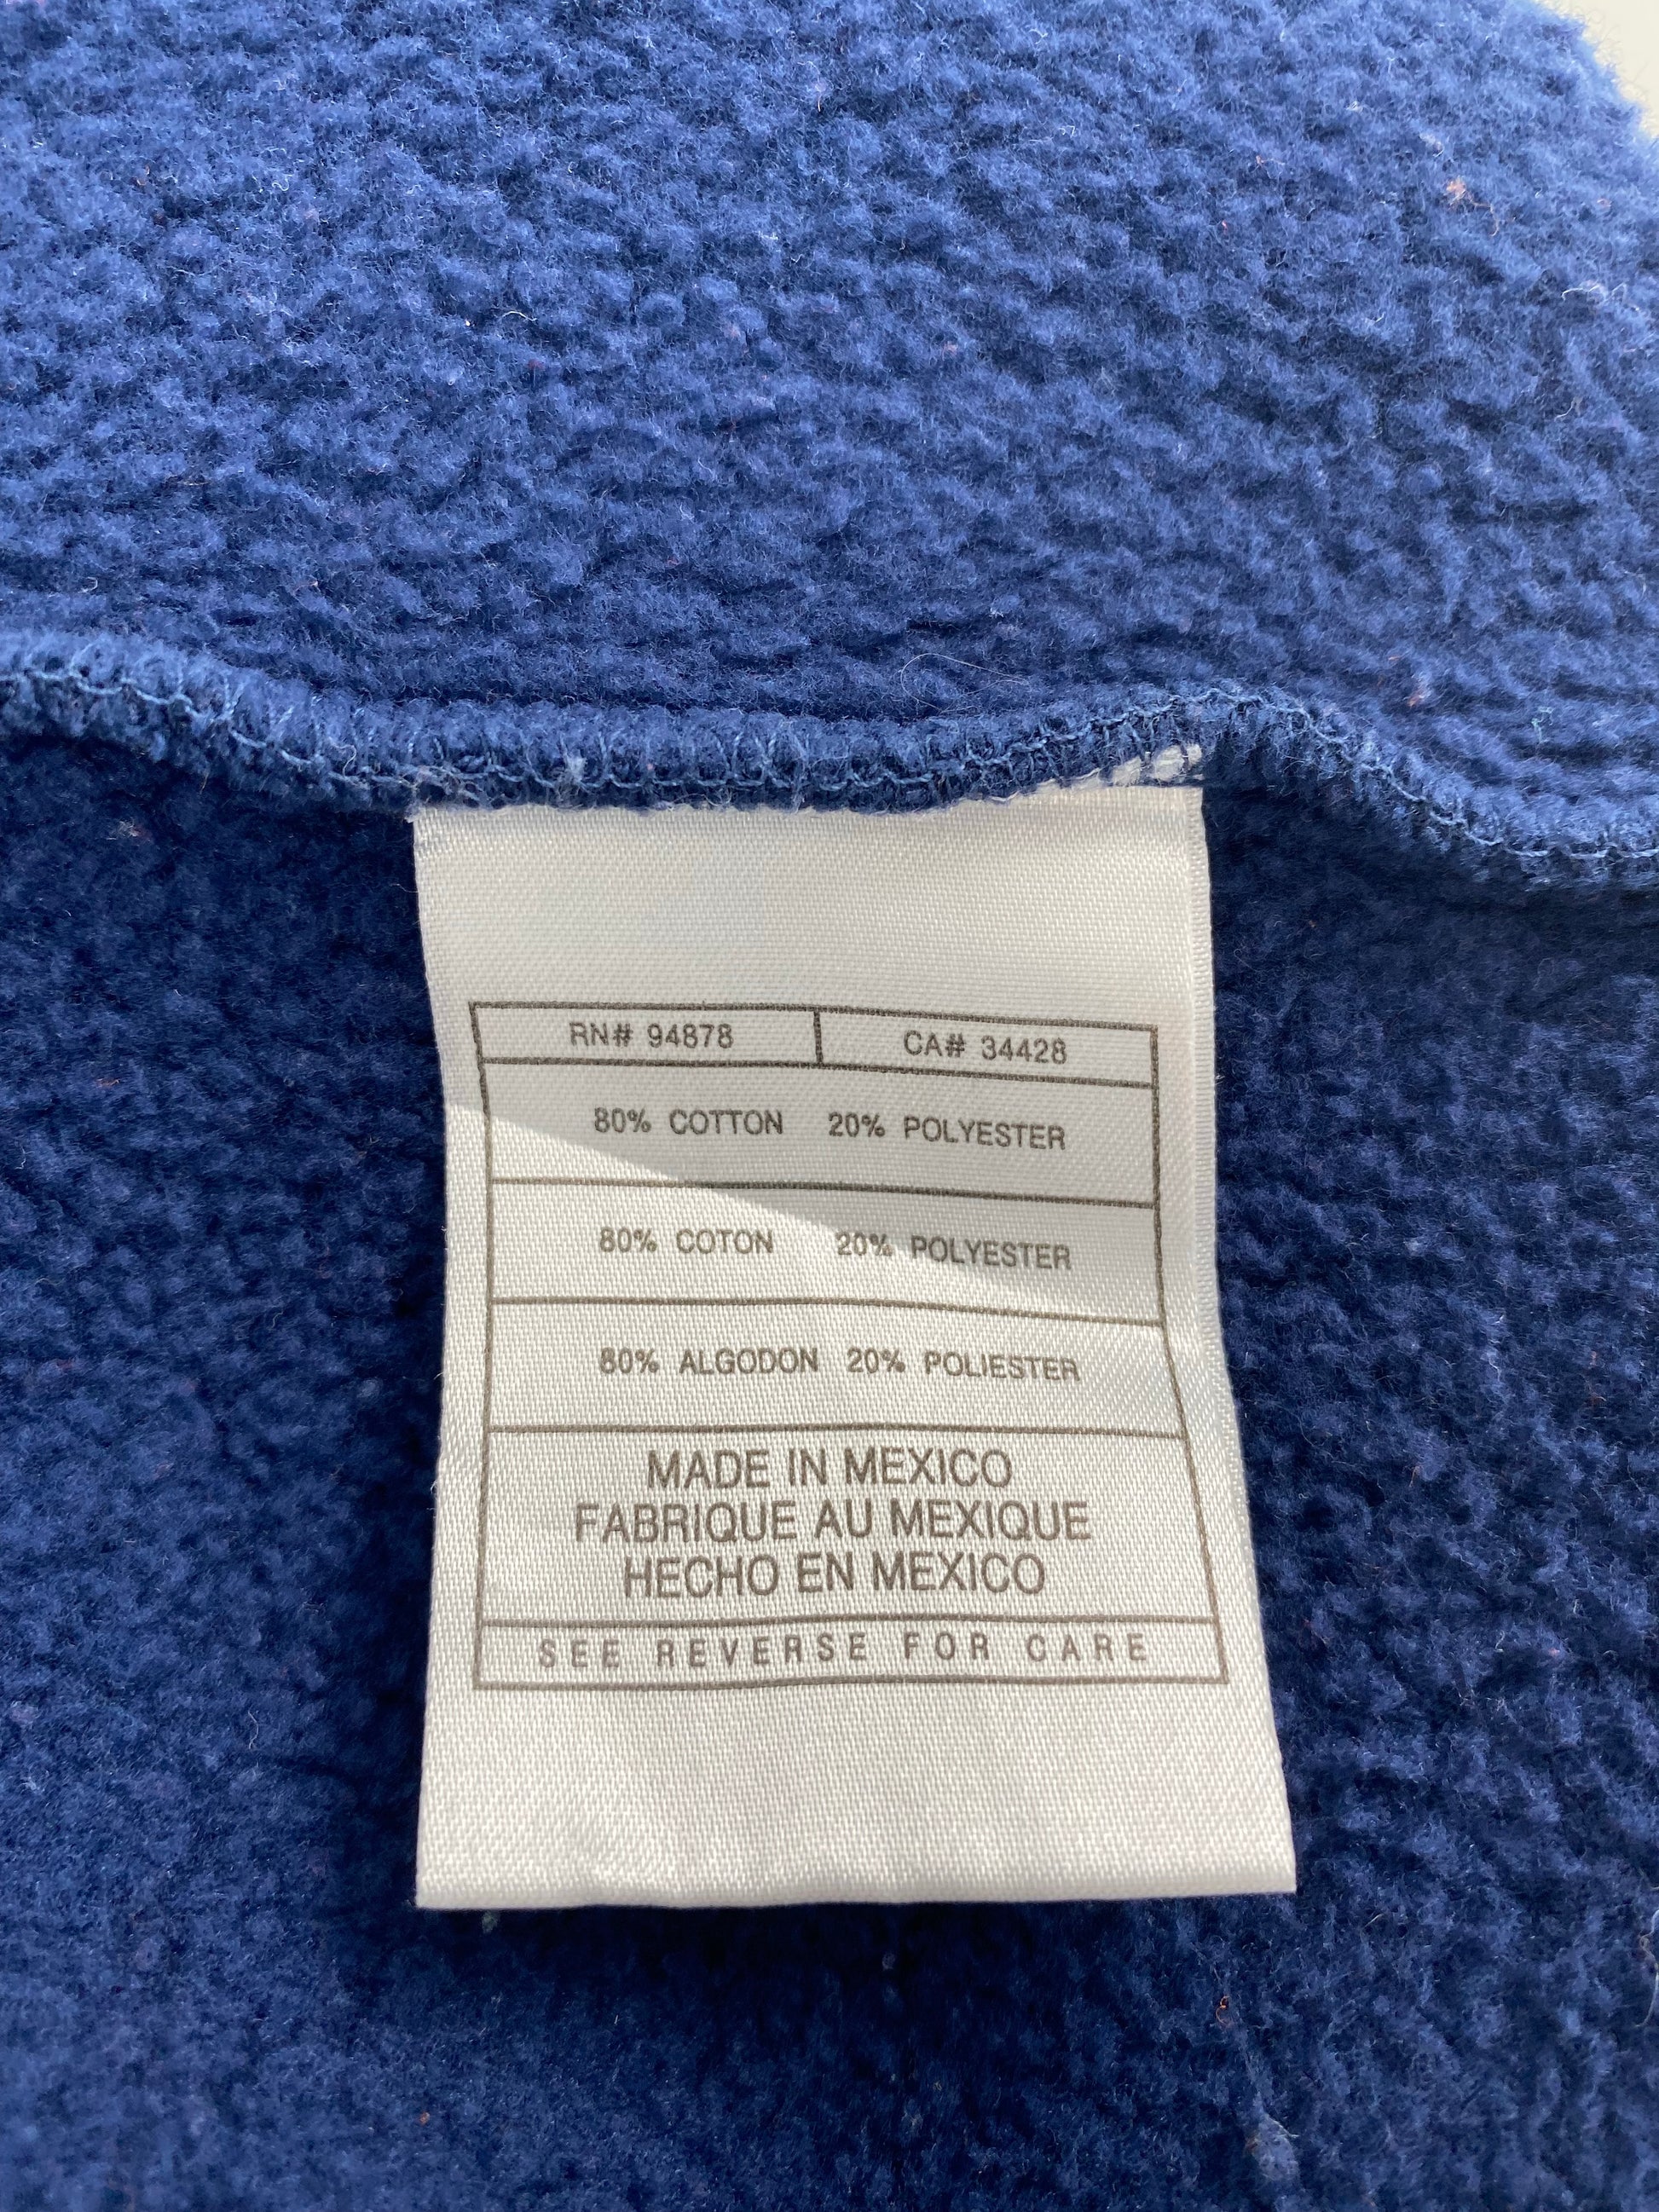 RN# 94878 CA# 34428
80% COTTON 20% POLYESTER
80% COTON 20% POLYESTER
80% ALGODON 20% POLIESTER
MADE IN MEXICO
FABRIQUE AU MEXIQUE
HECHO EN MEXICO
SEE REVERSE FOR CARE